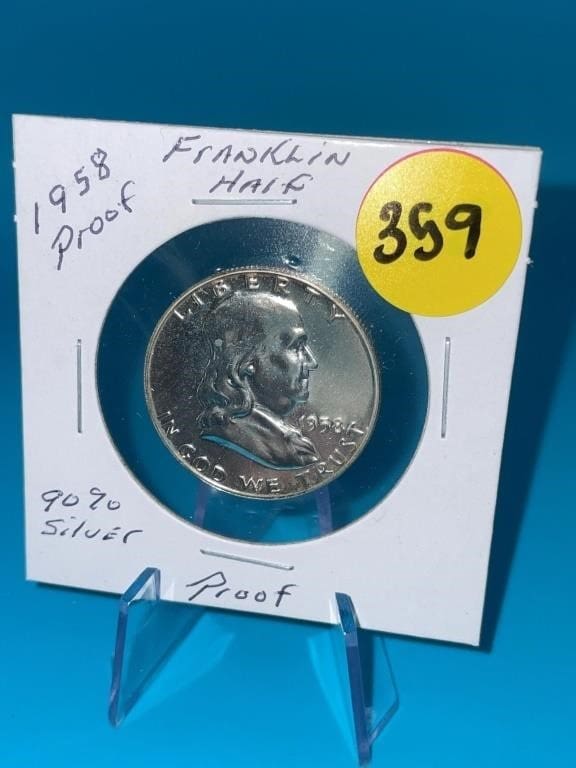 1958
Proof
Franklin
Half
359
LIBERTY
1958
IN GOD WE TRUST
90%
Silver
Proof